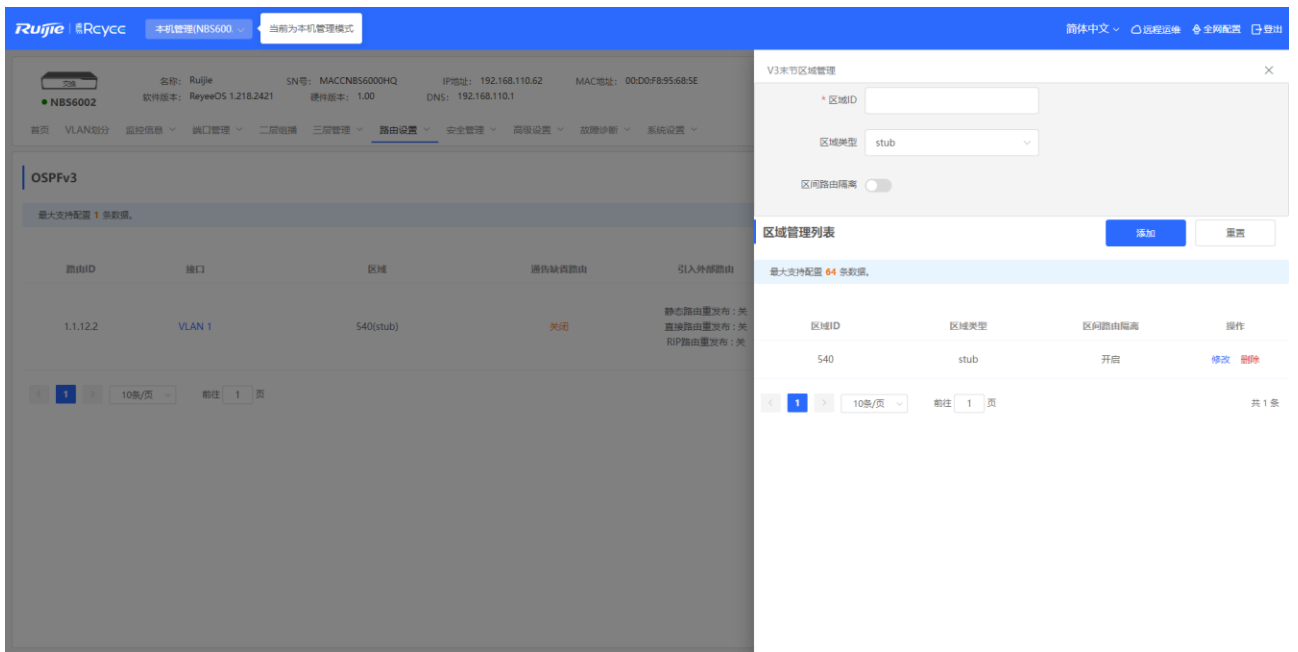 Ruijie | 睿Rcycc 本机管理(NBS600. 当前为本机管理模式 简体中文 远程运维 全网配置 登出
交换
NBS6002
名称: Ruijie SN号: MACCNBS6000HQ IP地址: 192.168.110.62 MAC地址: 00:D0:F8:95:68:5E
软件版本: ReyeeOS 1.218.2421 硬件版本: 1.00 DNS: 192.168.110.1
首页 VLAN划分 监控信息 端口管理 二层组播 三层管理 路由设置 安全管理 高级设置 故障诊断 系统设置
OSPFv3
最大支持配置 1 条数据。
路由ID 接口 区域 通告缺省路由 引入外部路由
1.1.12.2 VLAN 1 540(stub) 关闭
静态路由重发布 : 关
直接路由重发布 : 关
RIP路由重发布 : 关
1 10条/页 前往 1 页
V3末节区域管理
* 区域ID
区域类型 stub
区间路由隔离
区域管理列表 添加 重置
最大支持配置 64 条数据。
区域ID 区域类型 区间路由隔离 操作
540 stub 开启 修改 删除
1 10条/页 前往 1 页 共 1 条